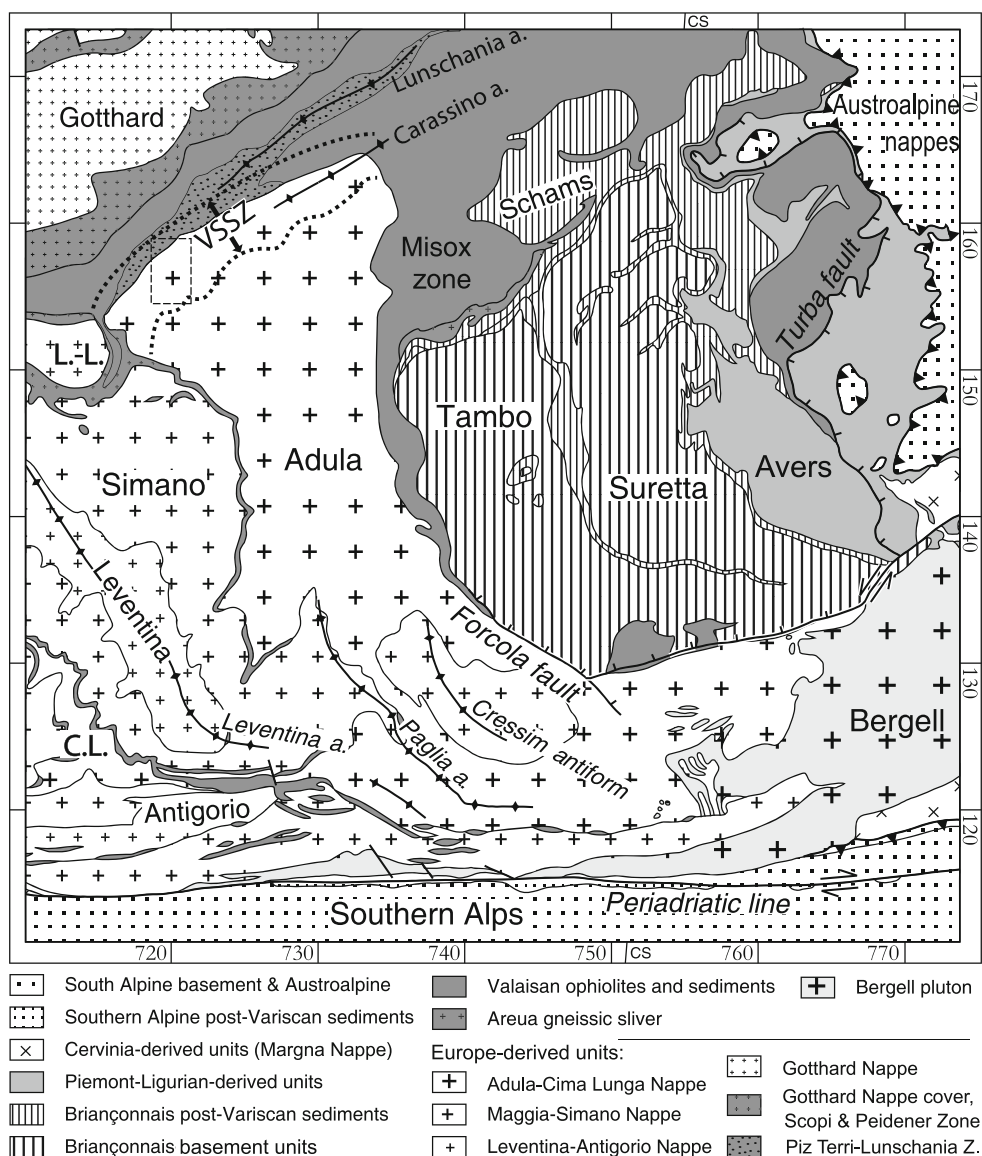 CS
Lunschania a.
Gotthard
Carassino a.
Austroalpine
nappes
170
Schams
VSSZ
Misox
zone
160
Turba fault
L.-L.
150
Tambo
Adula
Simano
Suretta
Avers
140
Leventina
Forcola fault
130
Bergell
Leventina a.
Paglia a.
Cressim antiform
C.L.
Antigorio
120
Periadriatic line
Southern Alps
720
730
740
750
CS
760
770
South Alpine basement & Austroalpine
Southern Alpine post-Variscan sediments
Cervinia-derived units (Margna Nappe)
Piemont-Ligurian-derived units
Briançonnais post-Variscan sediments
Briançonnais basement units
Valaisan ophiolites and sediments
Areua gneissic sliver
Europe-derived units:
Adula-Cima Lunga Nappe
Maggia-Simano Nappe
Leventina-Antigorio Nappe
Bergell pluton
Gotthard Nappe
Gotthard Nappe cover,
Scopi & Peidener Zone
Piz Terri-Lunschania Z.